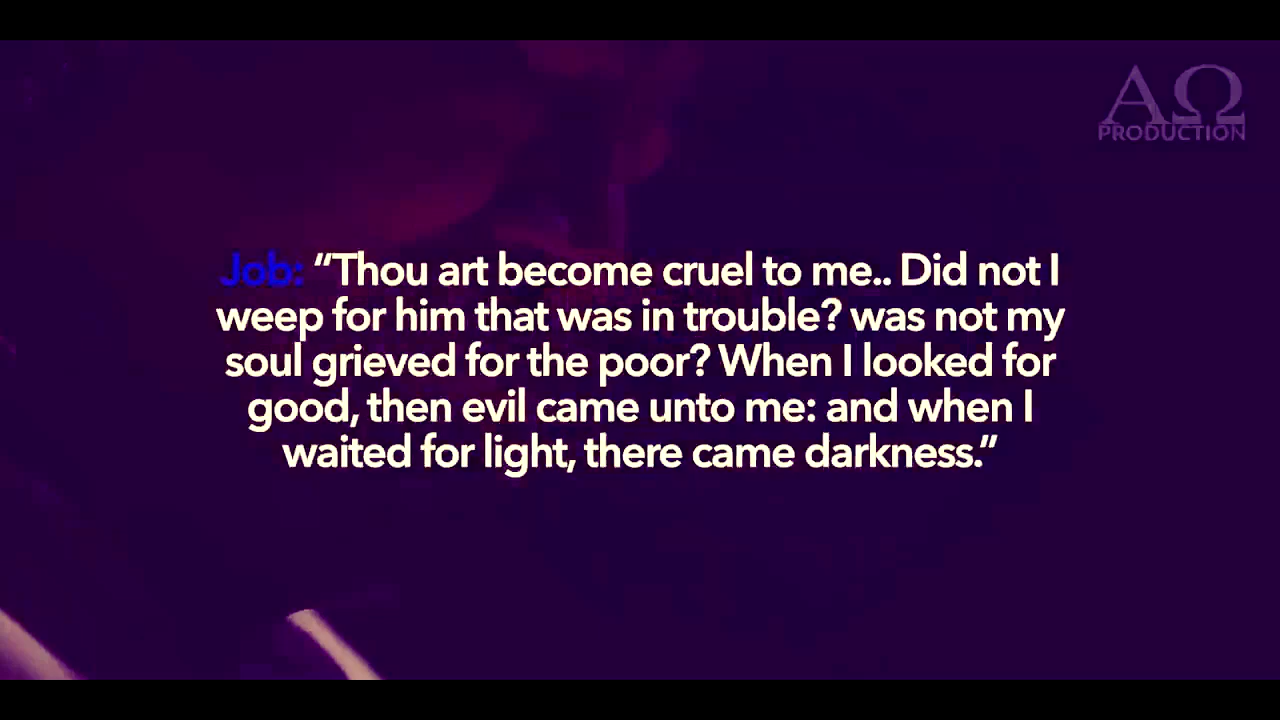 ΑΩ
PRODUCTION
Job: “Thou art become cruel to me.. Did not I
weep for him that was in trouble? was not my
soul grieved for the poor? When I looked for
good, then evil came unto me: and when I
waited for light, there came darkness.”